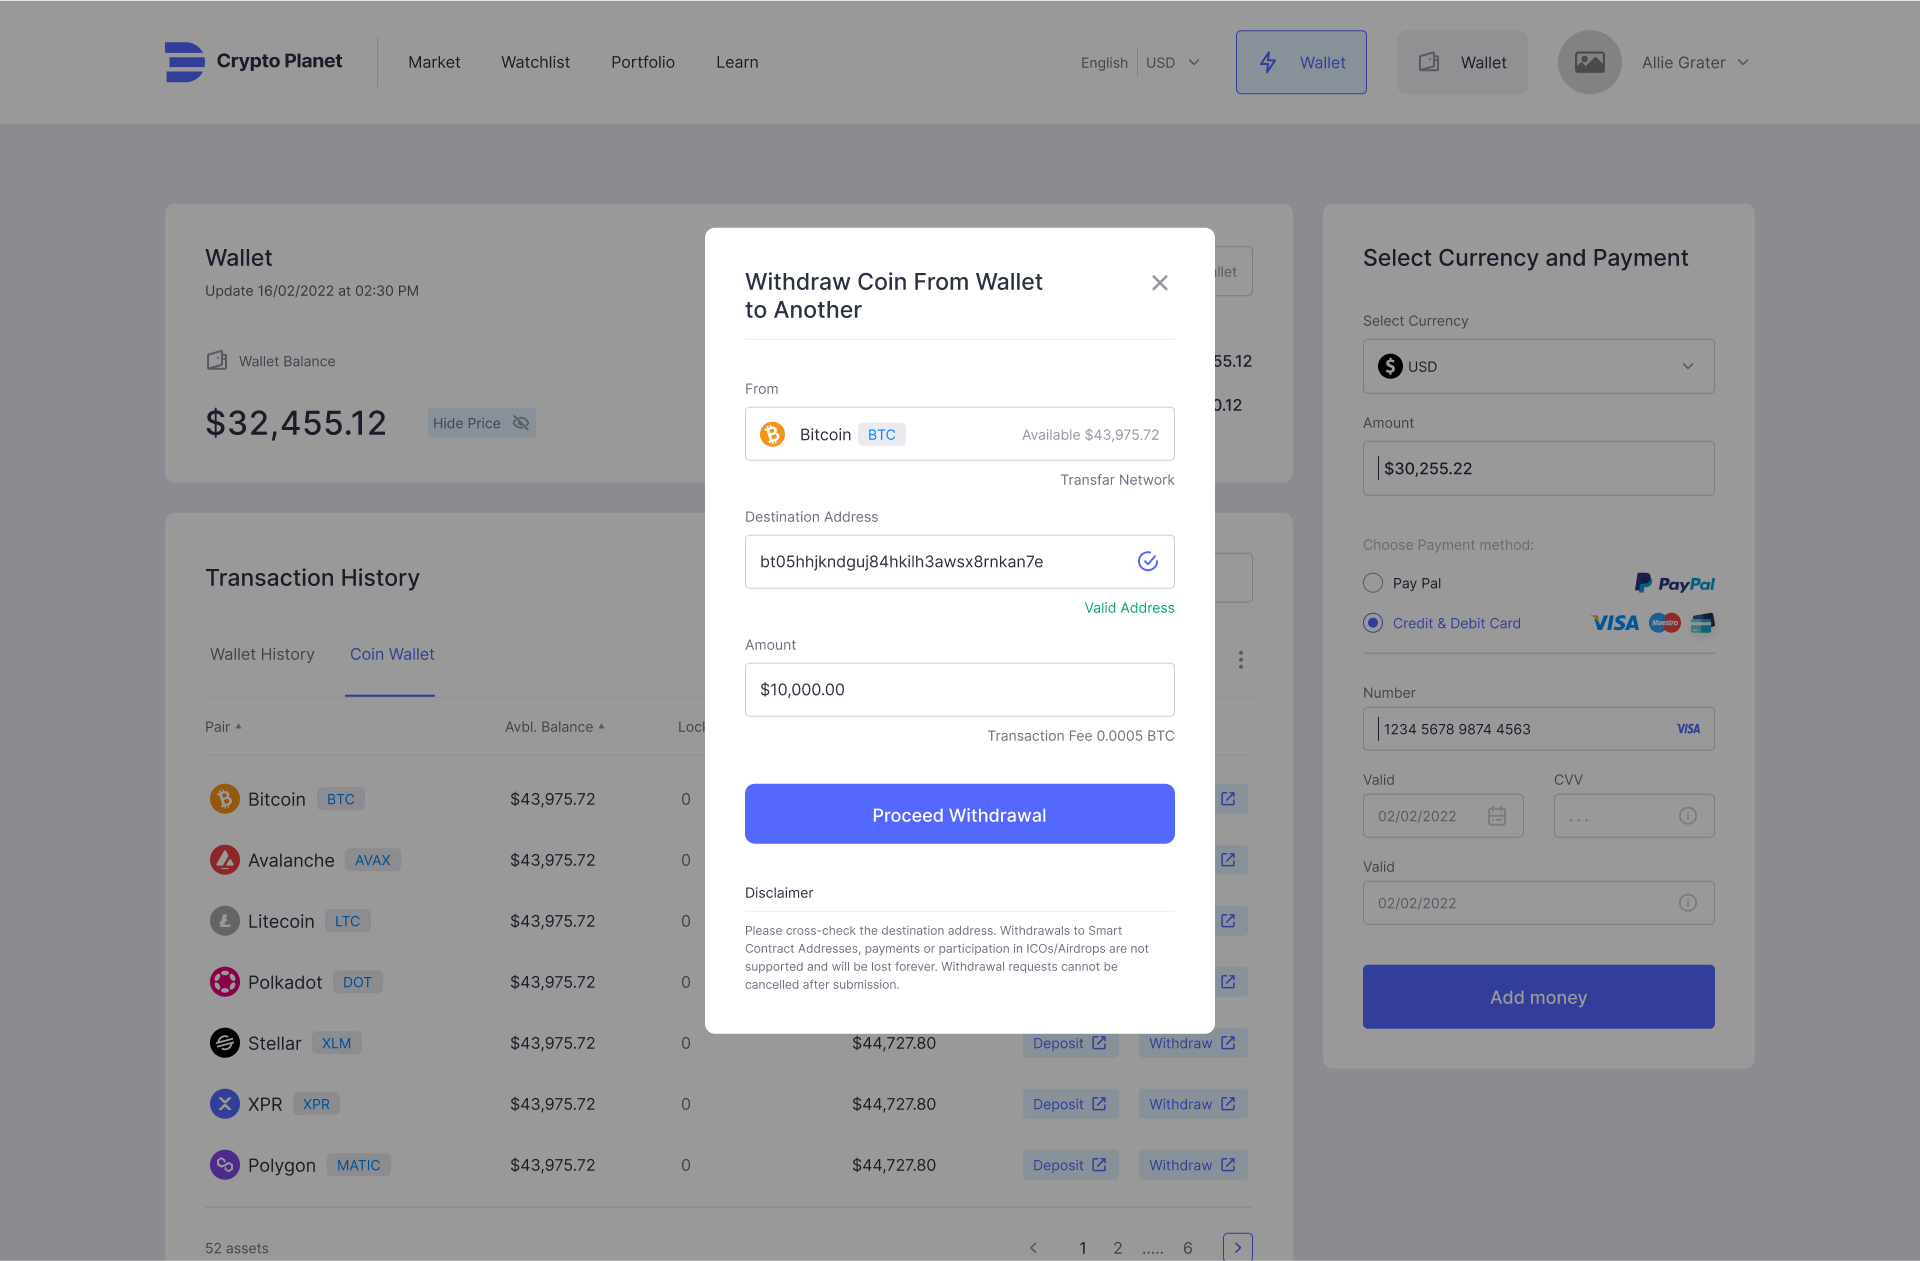 Crypto Planet
Market
Watchlist
Portfolio
Learn
English
USD
Wallet
Wallet
Allie Grater
Wallet
Update 16/02/2022 at 02:30 PM
Wallet Balance
$32,455.12
Hide Price
55.12
0.12
Transaction History
Wallet History
Coin Wallet
Pair
Avbl. Balance
Bitcoin BTC $43,975.72 0
Avalanche AVAX $43,975.72 0
Litecoin LTC $43,975.72 0
Polkadot DOT $43,975.72 0
Stellar XLM $43,975.72 0 $44,727.80 Deposit Withdraw
XPR XPR $43,975.72 0 $44,727.80 Deposit Withdraw
Polygon MATIC $43,975.72 0 $44,727.80 Deposit Withdraw
52 assets
1 2 ..... 6
Withdraw Coin From Wallet
to Another
From
Bitcoin BTC Available $43,975.72
Transfar Network
Destination Address
bt05hhjkndguj84hkilh3awsx8rnkan7e
Valid Address
Amount
$10,000.00
Transaction Fee 0.0005 BTC
Proceed Withdrawal
Disclaimer
Please cross-check the destination address. Withdrawals to Smart
Contract Addresses, payments or participation in ICOs/Airdrops are not
supported and will be lost forever. Withdrawal requests cannot be
cancelled after submission.
Select Currency and Payment
Select Currency
$ USD
Amount
$30,255.22
Choose Payment method:
Pay Pal PayPal
Credit & Debit Card VISA Maestro
Number
1234 5678 9874 4563 VISA
Valid CVV
02/02/2022 . . .
Valid
02/02/2022
Add money